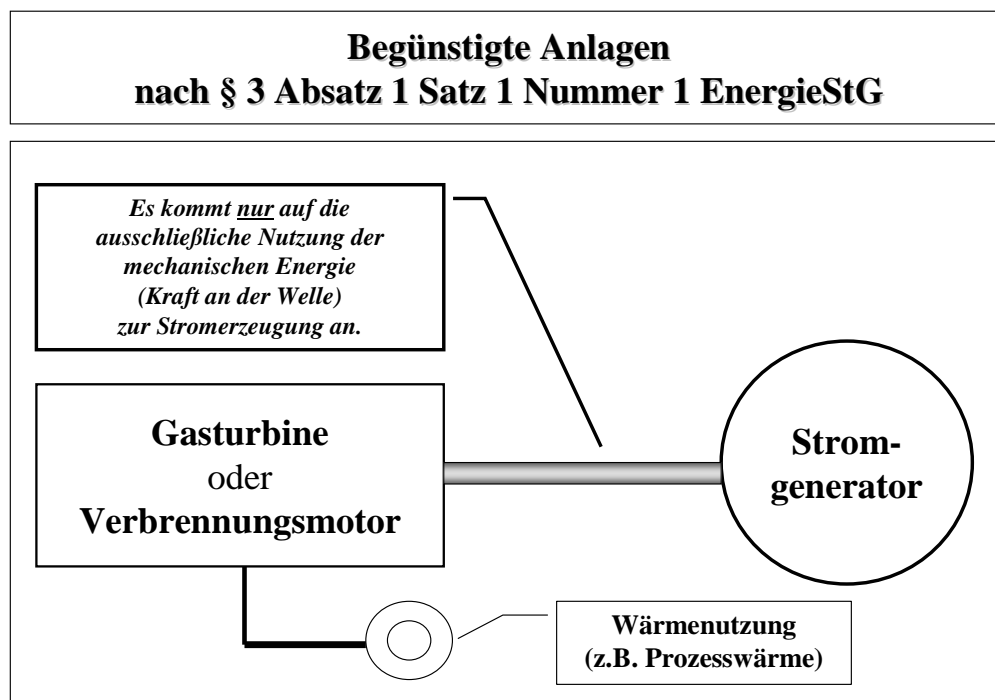 Begünstigte Anlagen
nach § 3 Absatz 1 Satz 1 Nummer 1 EnergieStG
Es kommt nur auf die
ausschließliche Nutzung der
mechanischen Energie
(Kraft an der Welle)
zur Stromerzeugung an.
Gasturbine
oder
Verbrennungsmotor
Strom-
generator
Wärmenutzung
(z.B. Prozesswärme)